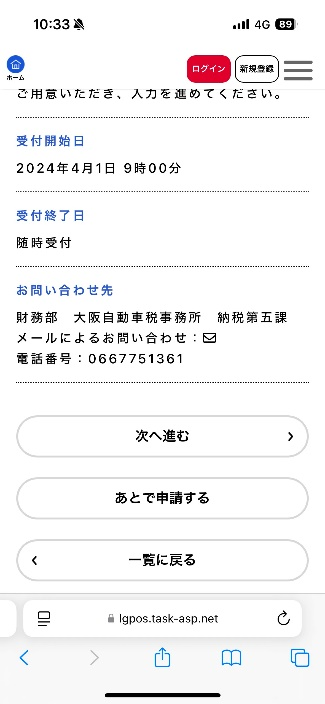 10:33
4G 89
ホーム
ログイン
新規登録
ご用意いただき、入力を進めてください。
受付開始日
2024年4月1日 9時00分
受付終了日
随時受付
お問い合わせ先
財務部　大阪自動車税事務所　納税第五課
メールによるお問い合わせ：
電話番号：0667751361
次へ進む
あとで申請する
一覧に戻る
lgpos.task-asp.net